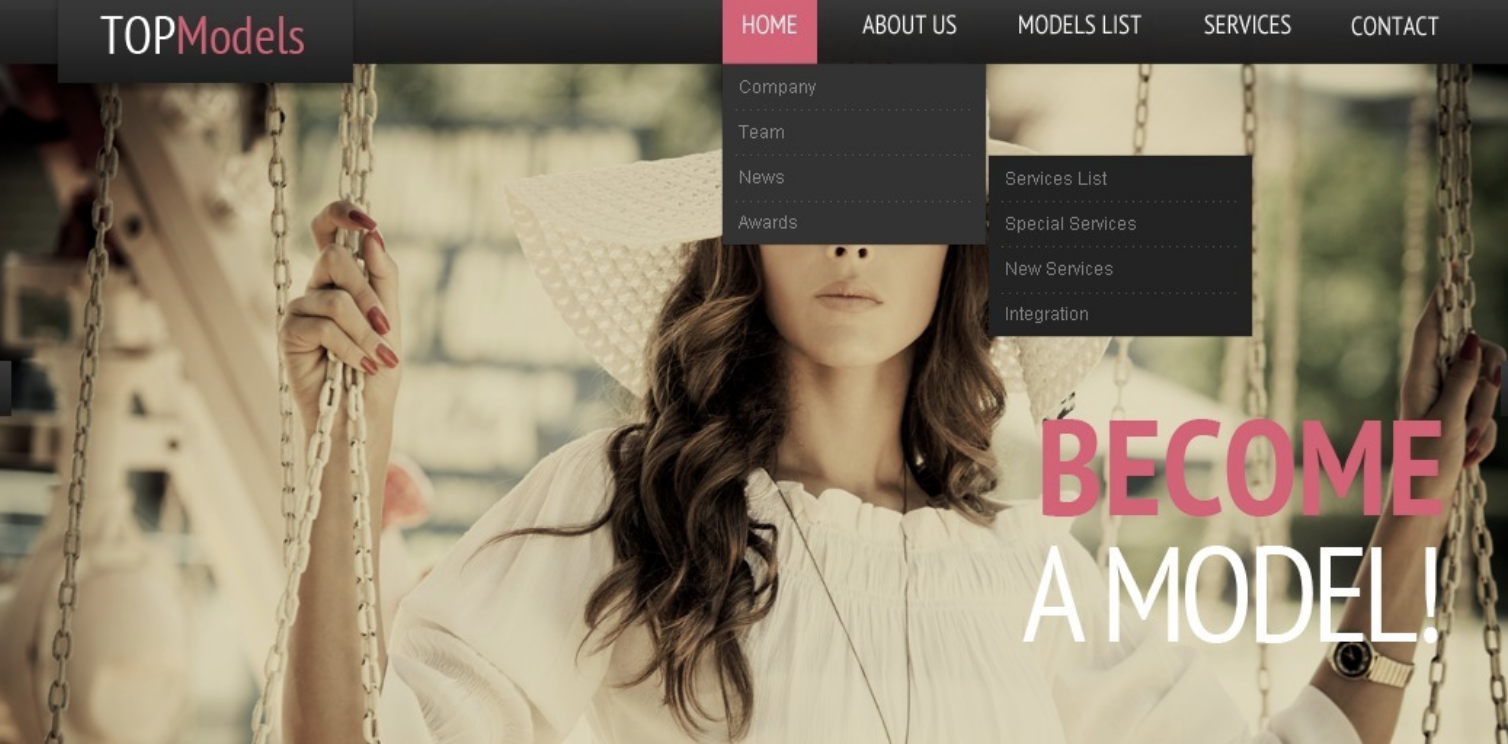 TOPModels
HOME ABOUT US MODELS LIST SERVICES CONTACT
Company
Team
News
Awards
Services List
Special Services
New Services
Integration
BECOME
A MODEL!